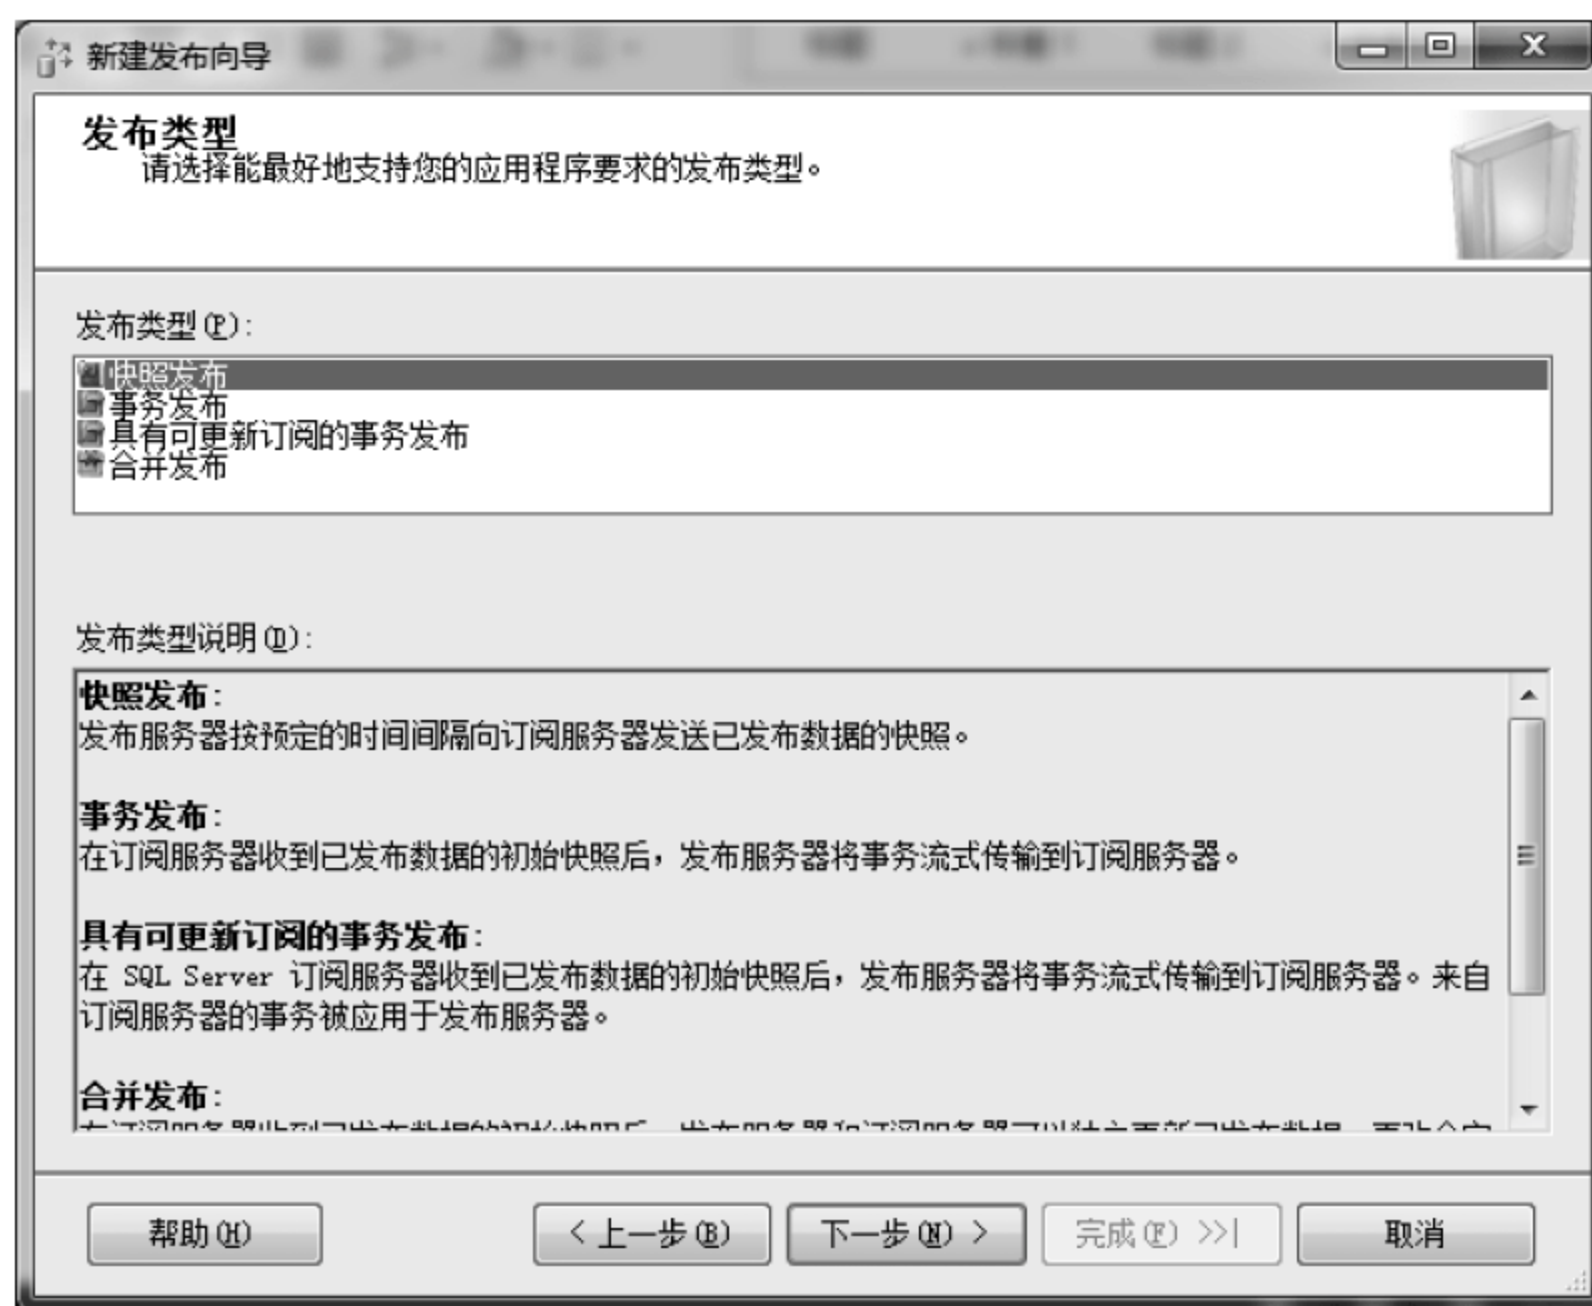 新建发布向导
发布类型
请选择能最好地支持您的应用程序要求的发布类型。
发布类型(P):
快照发布
事务发布
具有可更新订阅的事务发布
合并发布
发布类型说明(D):
快照发布:
发布服务器按预定的时间间隔向订阅服务器发送已发布数据的快照。
事务发布:
在订阅服务器收到已发布数据的初始快照后，发布服务器将事务流式传输到订阅服务器。
具有可更新订阅的事务发布:
在 SQL Server 订阅服务器收到已发布数据的初始快照后，发布服务器将事务流式传输到订阅服务器。来自
订阅服务器的事务被应用于发布服务器。
合并发布:
帮助(H)
< 上一步(B)
下一步(N) >
完成(F) >>|
取消